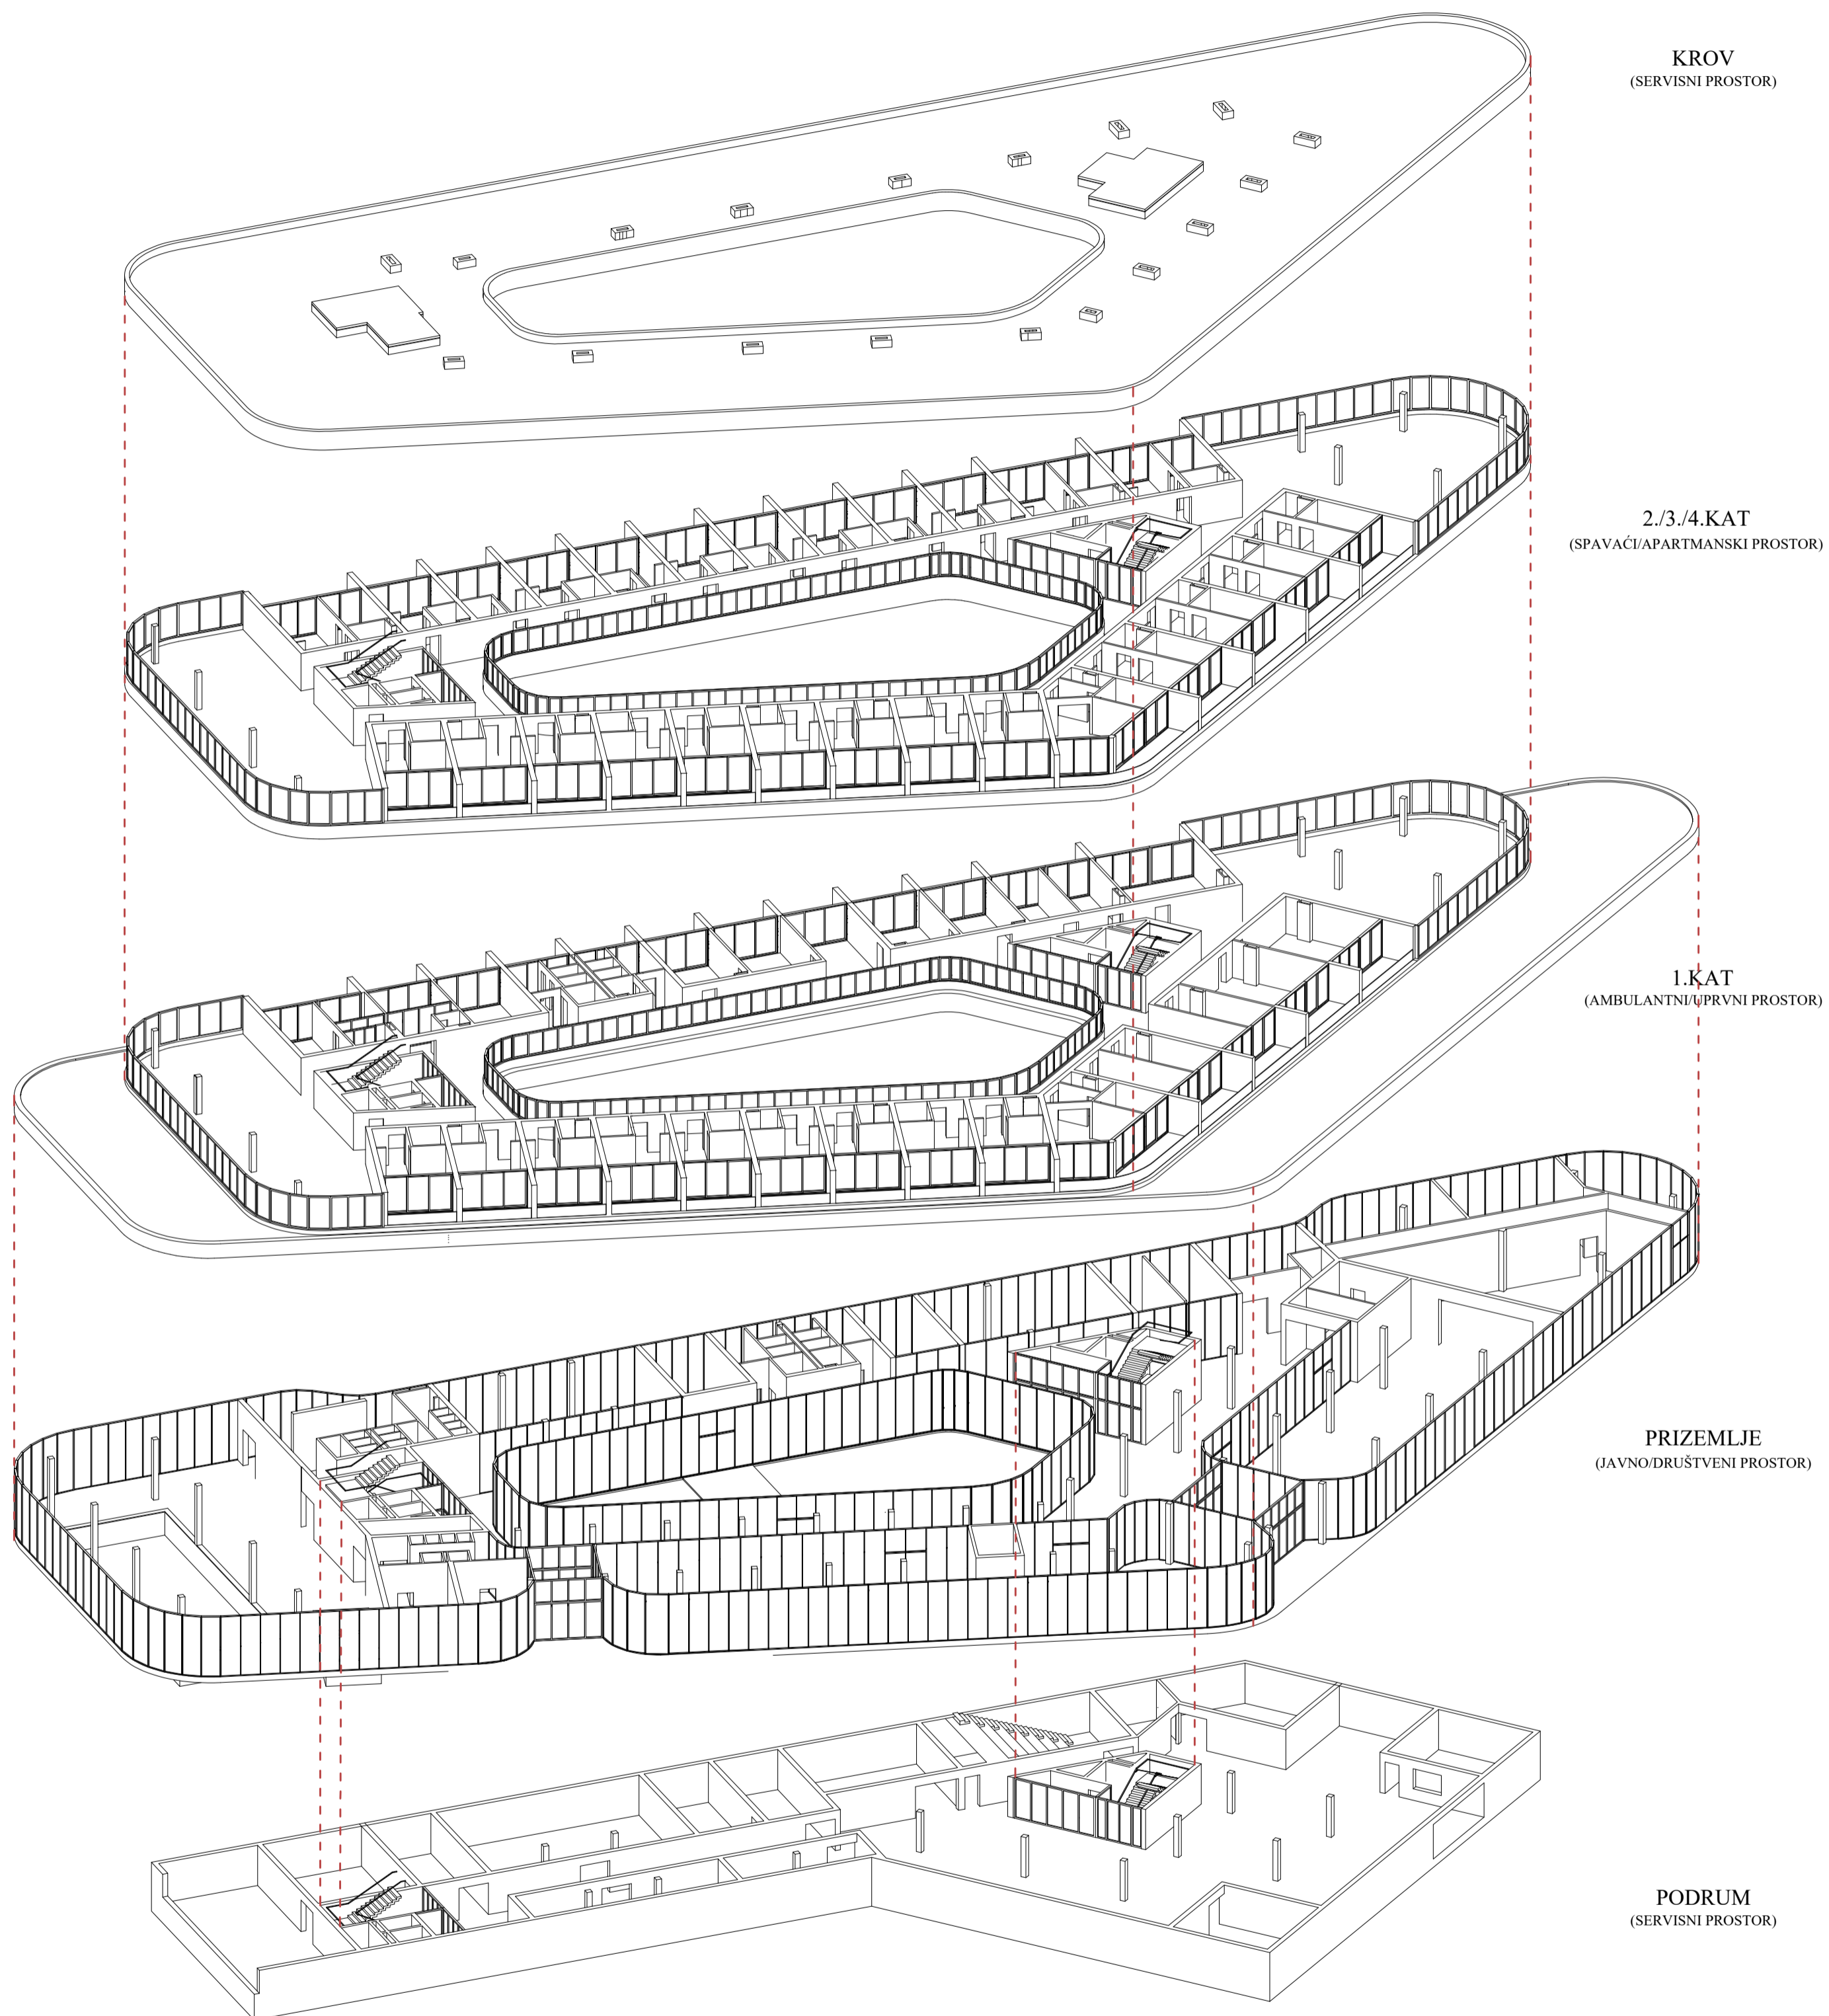 KROV
(SERVISNI PROSTOR)
2./3./4.KAT
(SPAVAĆI/APARTMANSKI PROSTOR)
1.KAT
(AMBULANTNI/UPRVNI PROSTOR)
PRIZEMLJE
(JAVNO/DRUŠTVENI PROSTOR)
PODRUM
(SERVISNI PROSTOR)